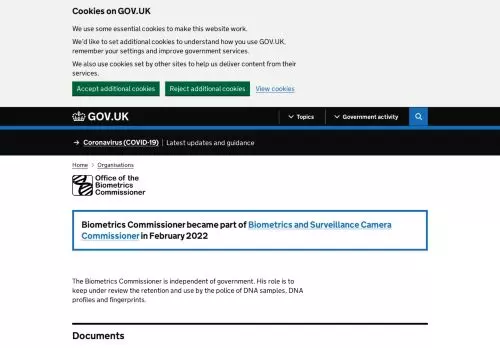 Cookies on GOV.UK
We use some essential cookies to make this website work.
We'd like to set additional cookies to understand how you use GOV.UK,
remember your settings and improve government services.
We also use cookies set by other sites to help us deliver content from their
services.
Accept additional cookies Reject additional cookies View cookies
GOV.UK Topics Government activity
→ Coronavirus (COVID-19) Latest updates and guidance
Home > Organisations
Office of the
Biometrics
Commissioner
Biometrics Commissioner became part of Biometrics and Surveillance Camera
Commissioner in February 2022
The Biometrics Commissioner is independent of government. His role is to
keep under review the retention and use by the police of DNA samples, DNA
profiles and fingerprints.
Documents